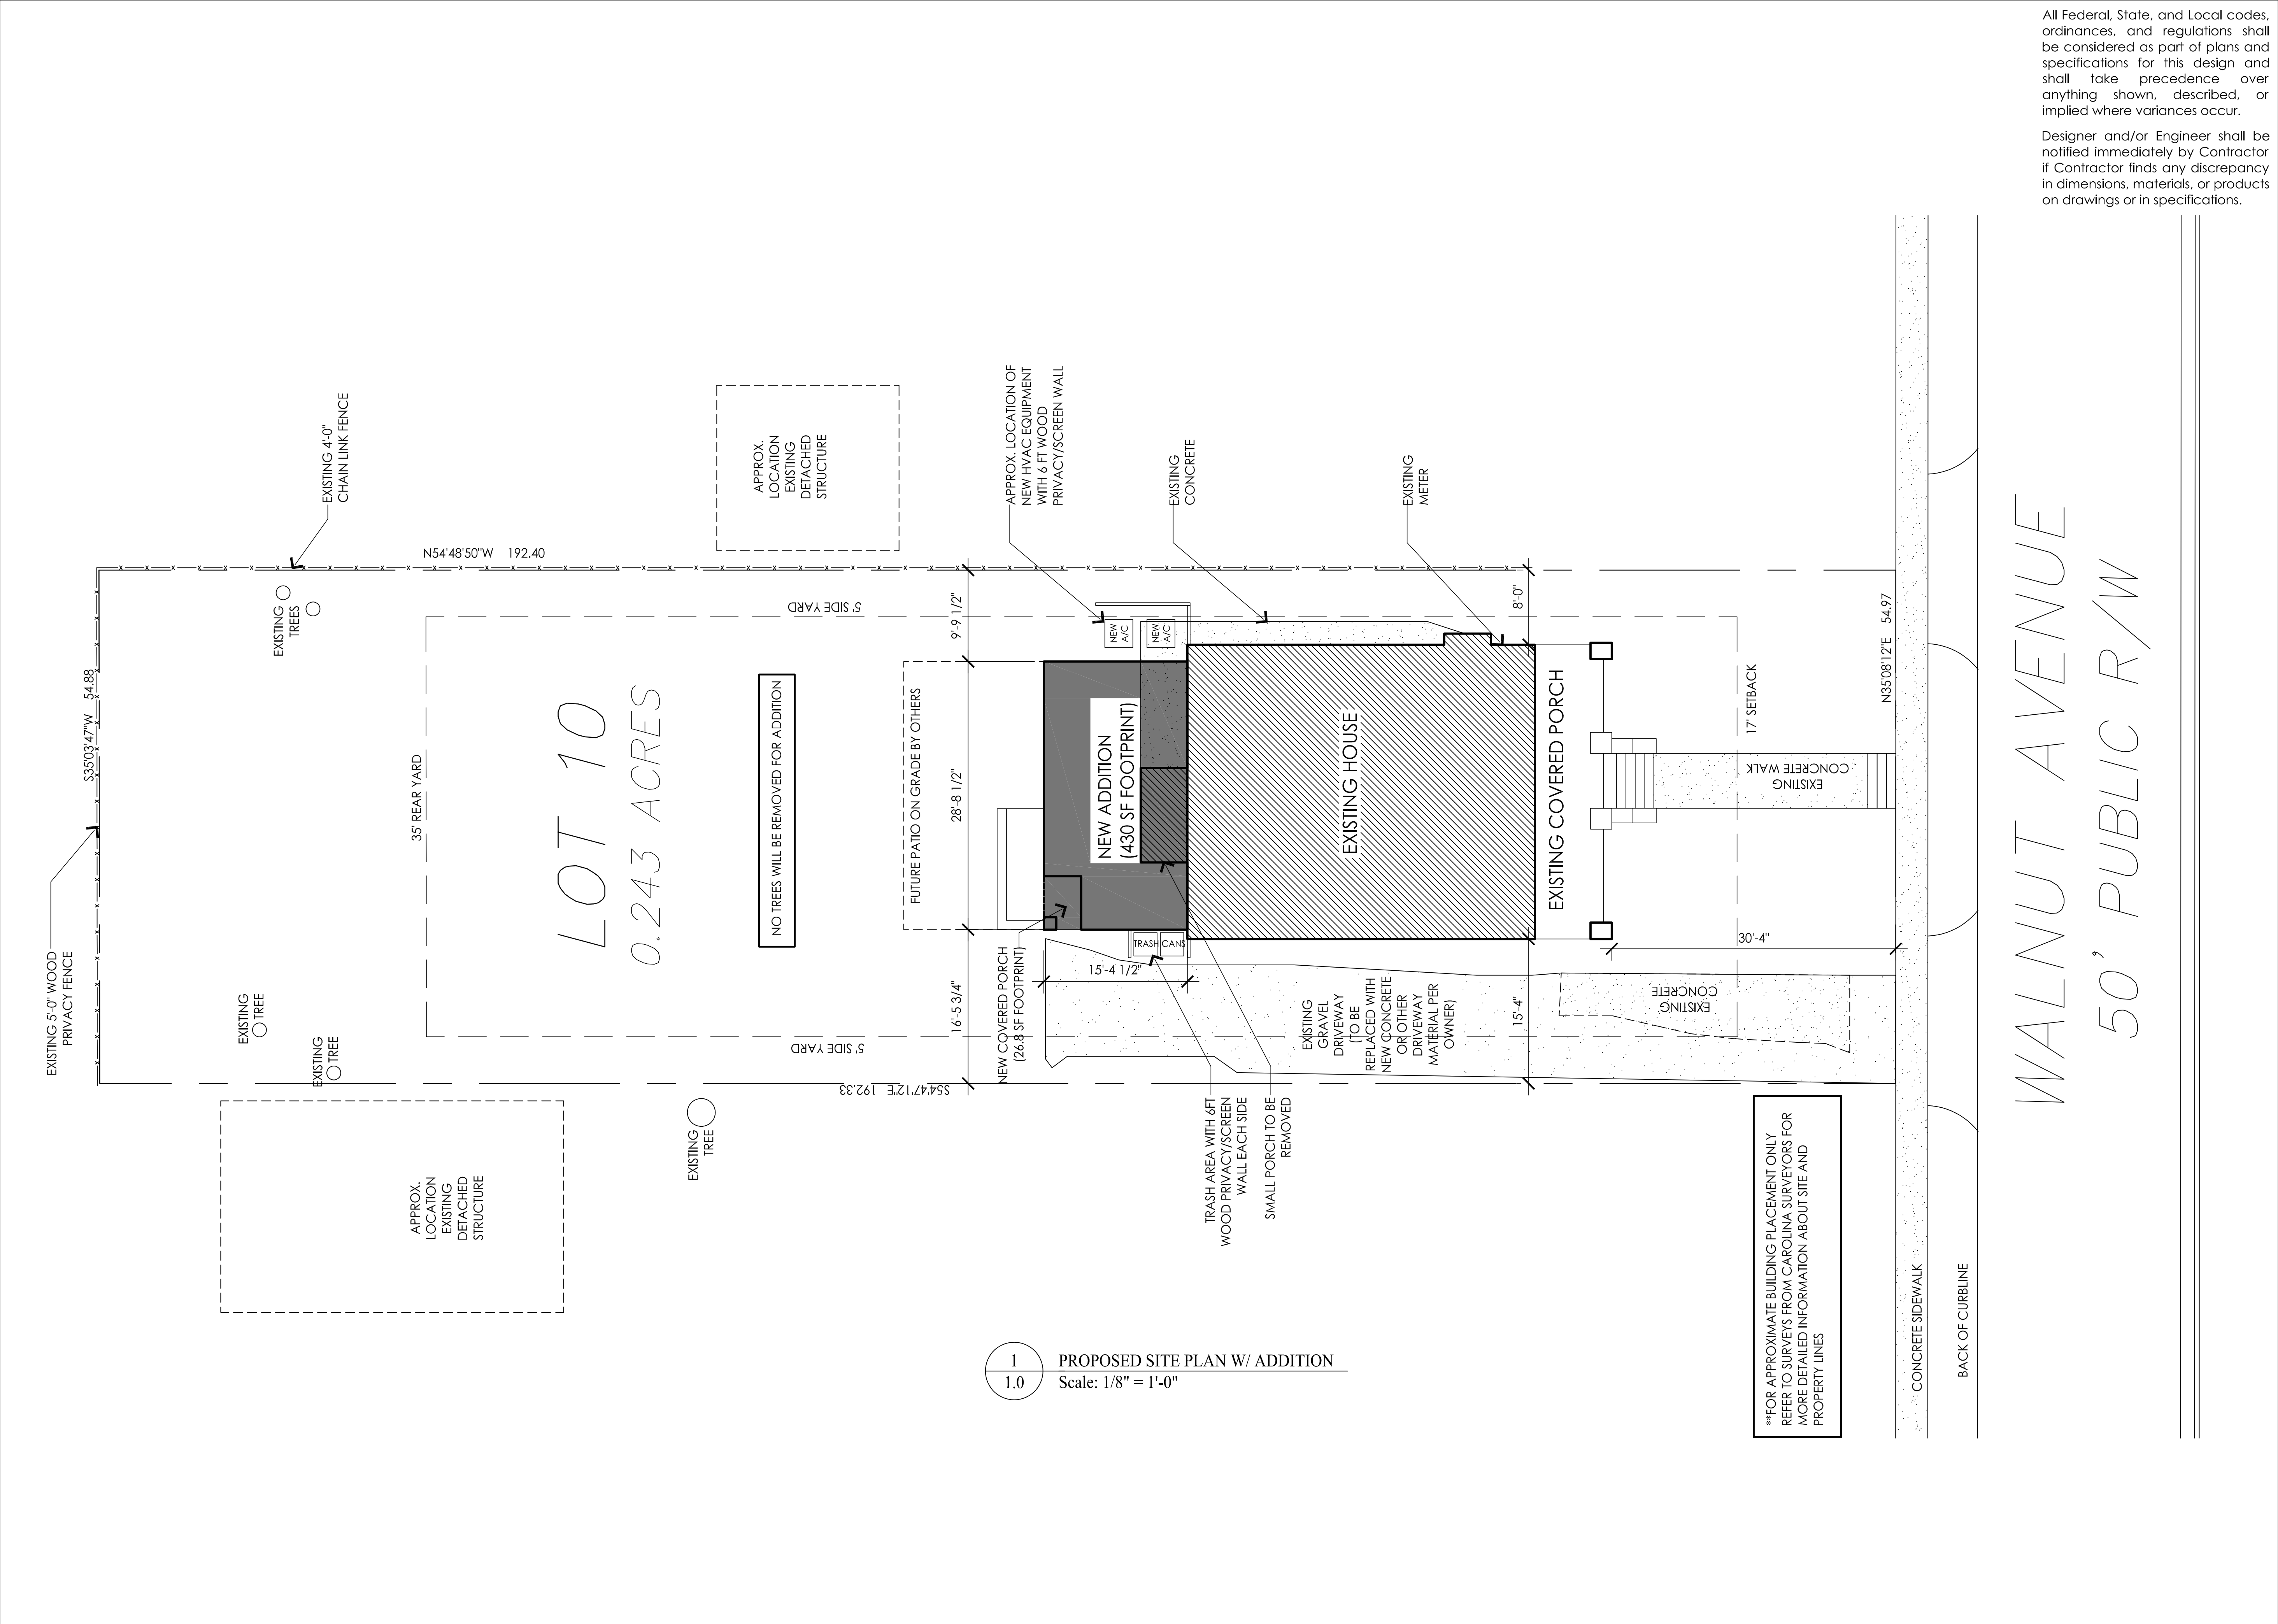 All Federal, State, and Local codes,
ordinances, and regulations shall
be considered as part of plans and
specifications for this design and
shall take precedence over
anything shown, described, or
implied where variances occur.
Designer and/or Engineer shall be
notified immediately by Contractor
if Contractor finds any discrepancy
in dimensions, materials, or products
on drawings or in specifications.
EXISTING 4'-0"
CHAIN LINK FENCE
N54'48'50"W 192.40
EXISTING
TREES
S35'03'47"W 54.88
EXISTING 5'-0" WOOD
PRIVACY FENCE
EXISTING
TREE
EXISTING
TREE
APPROX.
LOCATION
EXISTING
DETACHED
STRUCTURE
35' REAR YARD
LOT 10
0.243 ACRES
NO TREES WILL BE REMOVED FOR ADDITION
5' SIDE YARD
5' SIDE YARD
S54'47'12"E 192.33
EXISTING
TREE
APPROX.
LOCATION
EXISTING
DETACHED
STRUCTURE
FUTURE PATIO ON GRADE BY OTHERS
9'-9 1/2"
28'-8 1/2"
16'-5 3/4"
APPROX. LOCATION OF
NEW HVAC EQUIPMENT
WITH 6 FT WOOD
PRIVACY/SCREEN WALL
EXISTING
CONCRETE
EXISTING
METER
NEW
A/C
NEW
A/C
NEW ADDITION
(430 SF FOOTPRINT)
NEW COVERED PORCH
(26.8 SF FOOTPRINT)
TRASH CANS
15'-4 1/2"
TRASH AREA WITH 6FT
WOOD PRIVACY/SCREEN
WALL EACH SIDE
SMALL PORCH TO BE
REMOVED
EXISTING HOUSE
EXISTING
GRAVEL
DRIVEWAY
(TO BE
REPLACED WITH
NEW CONCRETE
OR OTHER
DRIVEWAY
MATERIAL PER
OWNER)
8'-0"
15'-4"
EXISTING COVERED PORCH
30'-4"
EXISTING
CONCRETE
17' SETBACK
EXISTING
CONCRETE WALK
N35'08'12"E 54.97
**FOR APPROXIMATE BUILDING PLACEMENT ONLY
REFER TO SURVEYS FROM CAROLINA SURVEYORS FOR
MORE DETAILED INFORMATION ABOUT SITE AND
PROPERTY LINES
CONCRETE SIDEWALK
BACK OF CURBLINE
WALNUT AVENUE
50' PUBLIC R/W
1
1.0
PROPOSED SITE PLAN W/ ADDITION
Scale: 1/8" = 1'-0"